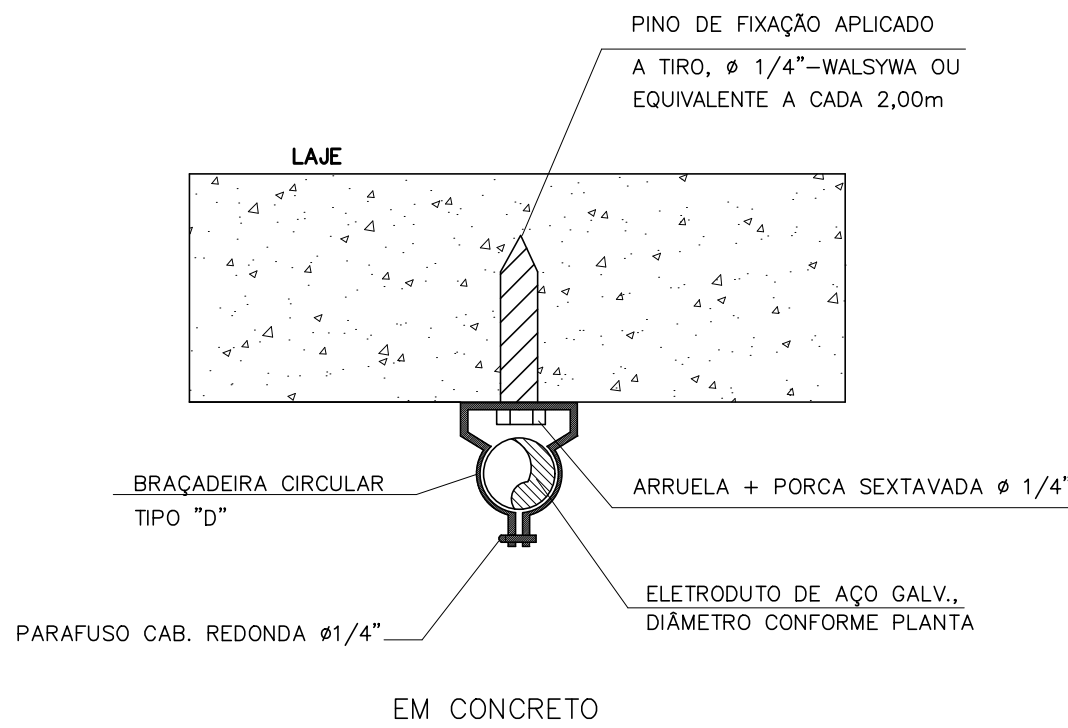 PINO DE FIXAÇÃO APLICADO
A TIRO, ø 1/4"-WALSYWA OU
EQUIVALENTE A CADA 2,00m
LAJE
BRAÇADEIRA CIRCULAR
TIPO "D"
ARRUELA + PORCA SEXTAVADA ø 1/4"
ELETRODUTO DE AÇO GALV.,
DIÂMETRO CONFORME PLANTA
PARAFUSO CAB. REDONDA ø1/4"
EM CONCRETO